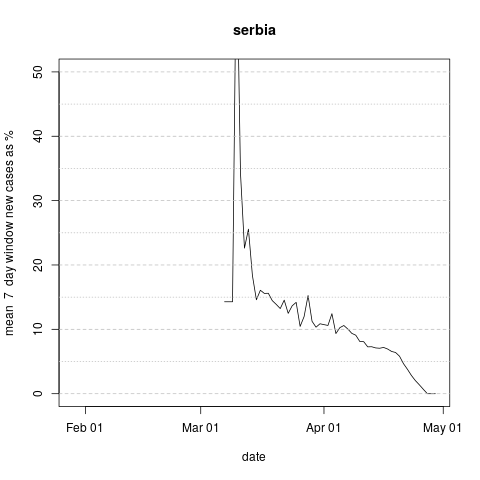 serbia
mean  7  day window new cases as %
50
40
30
20
10
0
Feb 01
Mar 01
Apr 01
May 01
date